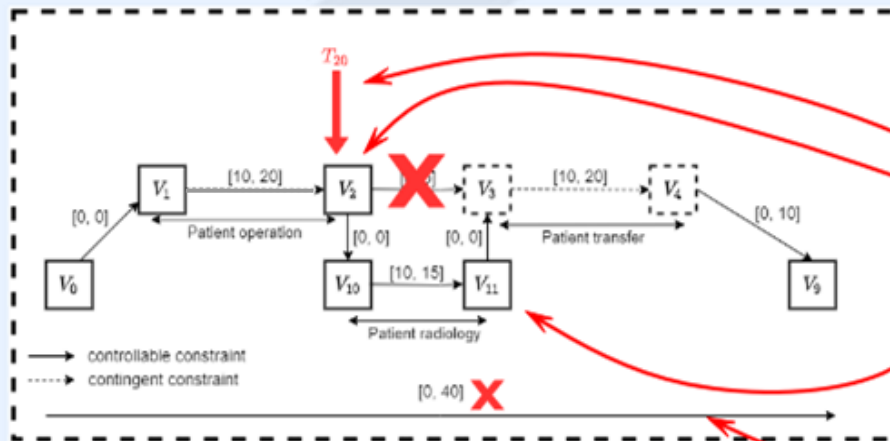 T₂₀
[10, 20]
[10, 20]
V₁
V₂
V₃
V₄
[0, 0]
Patient operation
[0, 0]
[0, 0]
Patient transfer
[0, 10]
V₀
V₁₀
[10, 15]
V₁₁
V₉
Patient radiology
controllable constraint
contingent constraint
[0, 40]